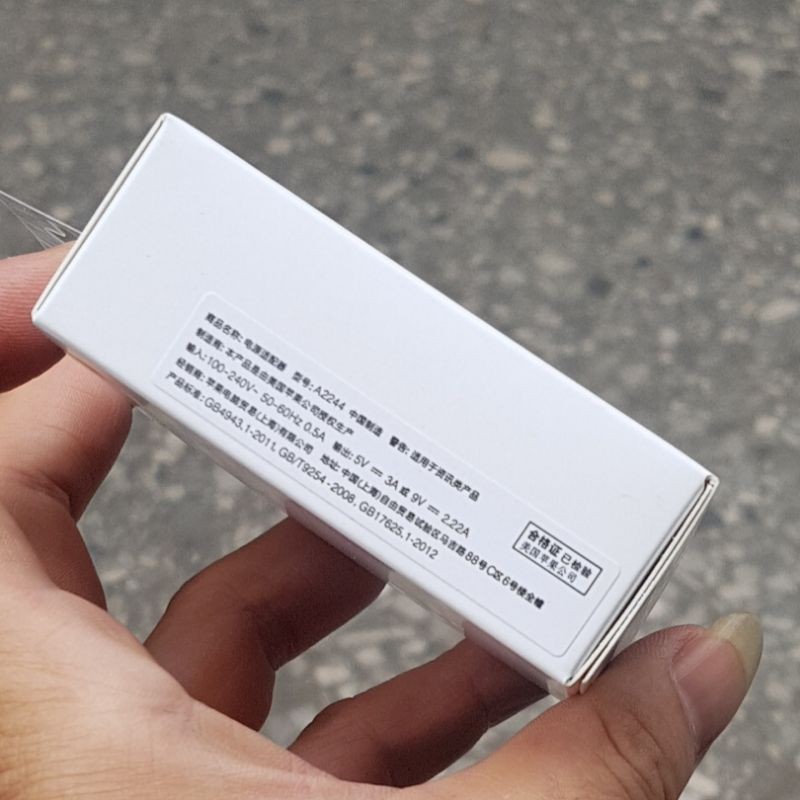 商品名称: 电源适配器 型号: A2244 中国制造 警告: 适用于资讯类产品
制造商: 本产品是由美国苹果公司授权生产
输入: 100-240V~ 50-60Hz 0.5A 输出: 5V ⎓ 3A 或 9V ⎓ 2.22A
经销商: 苹果电脑贸易(上海)有限公司 地址: 中国(上海)自由贸易试验区马吉路88号C区6号楼全幢
产品标准: GB4943.1-2011, GB/T9254-2008, GB17625.1-2012
合格证 已检验
美国苹果公司